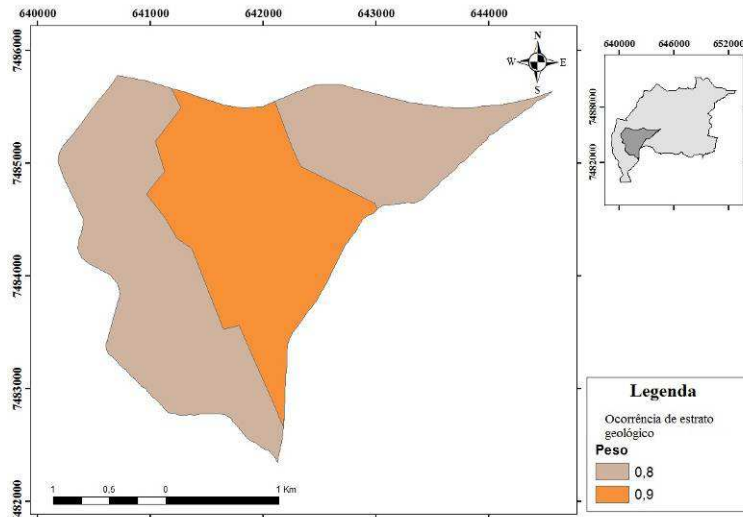 640000 641000 642000 643000 644000
7486000
7485000
7484000
7483000
482000
N
W E
S
640000 646000 652000
7488000
7482000
1 0,5 0 1 Km
Legenda
Ocorrência de estrato
geológico
Peso
0,8
0,9